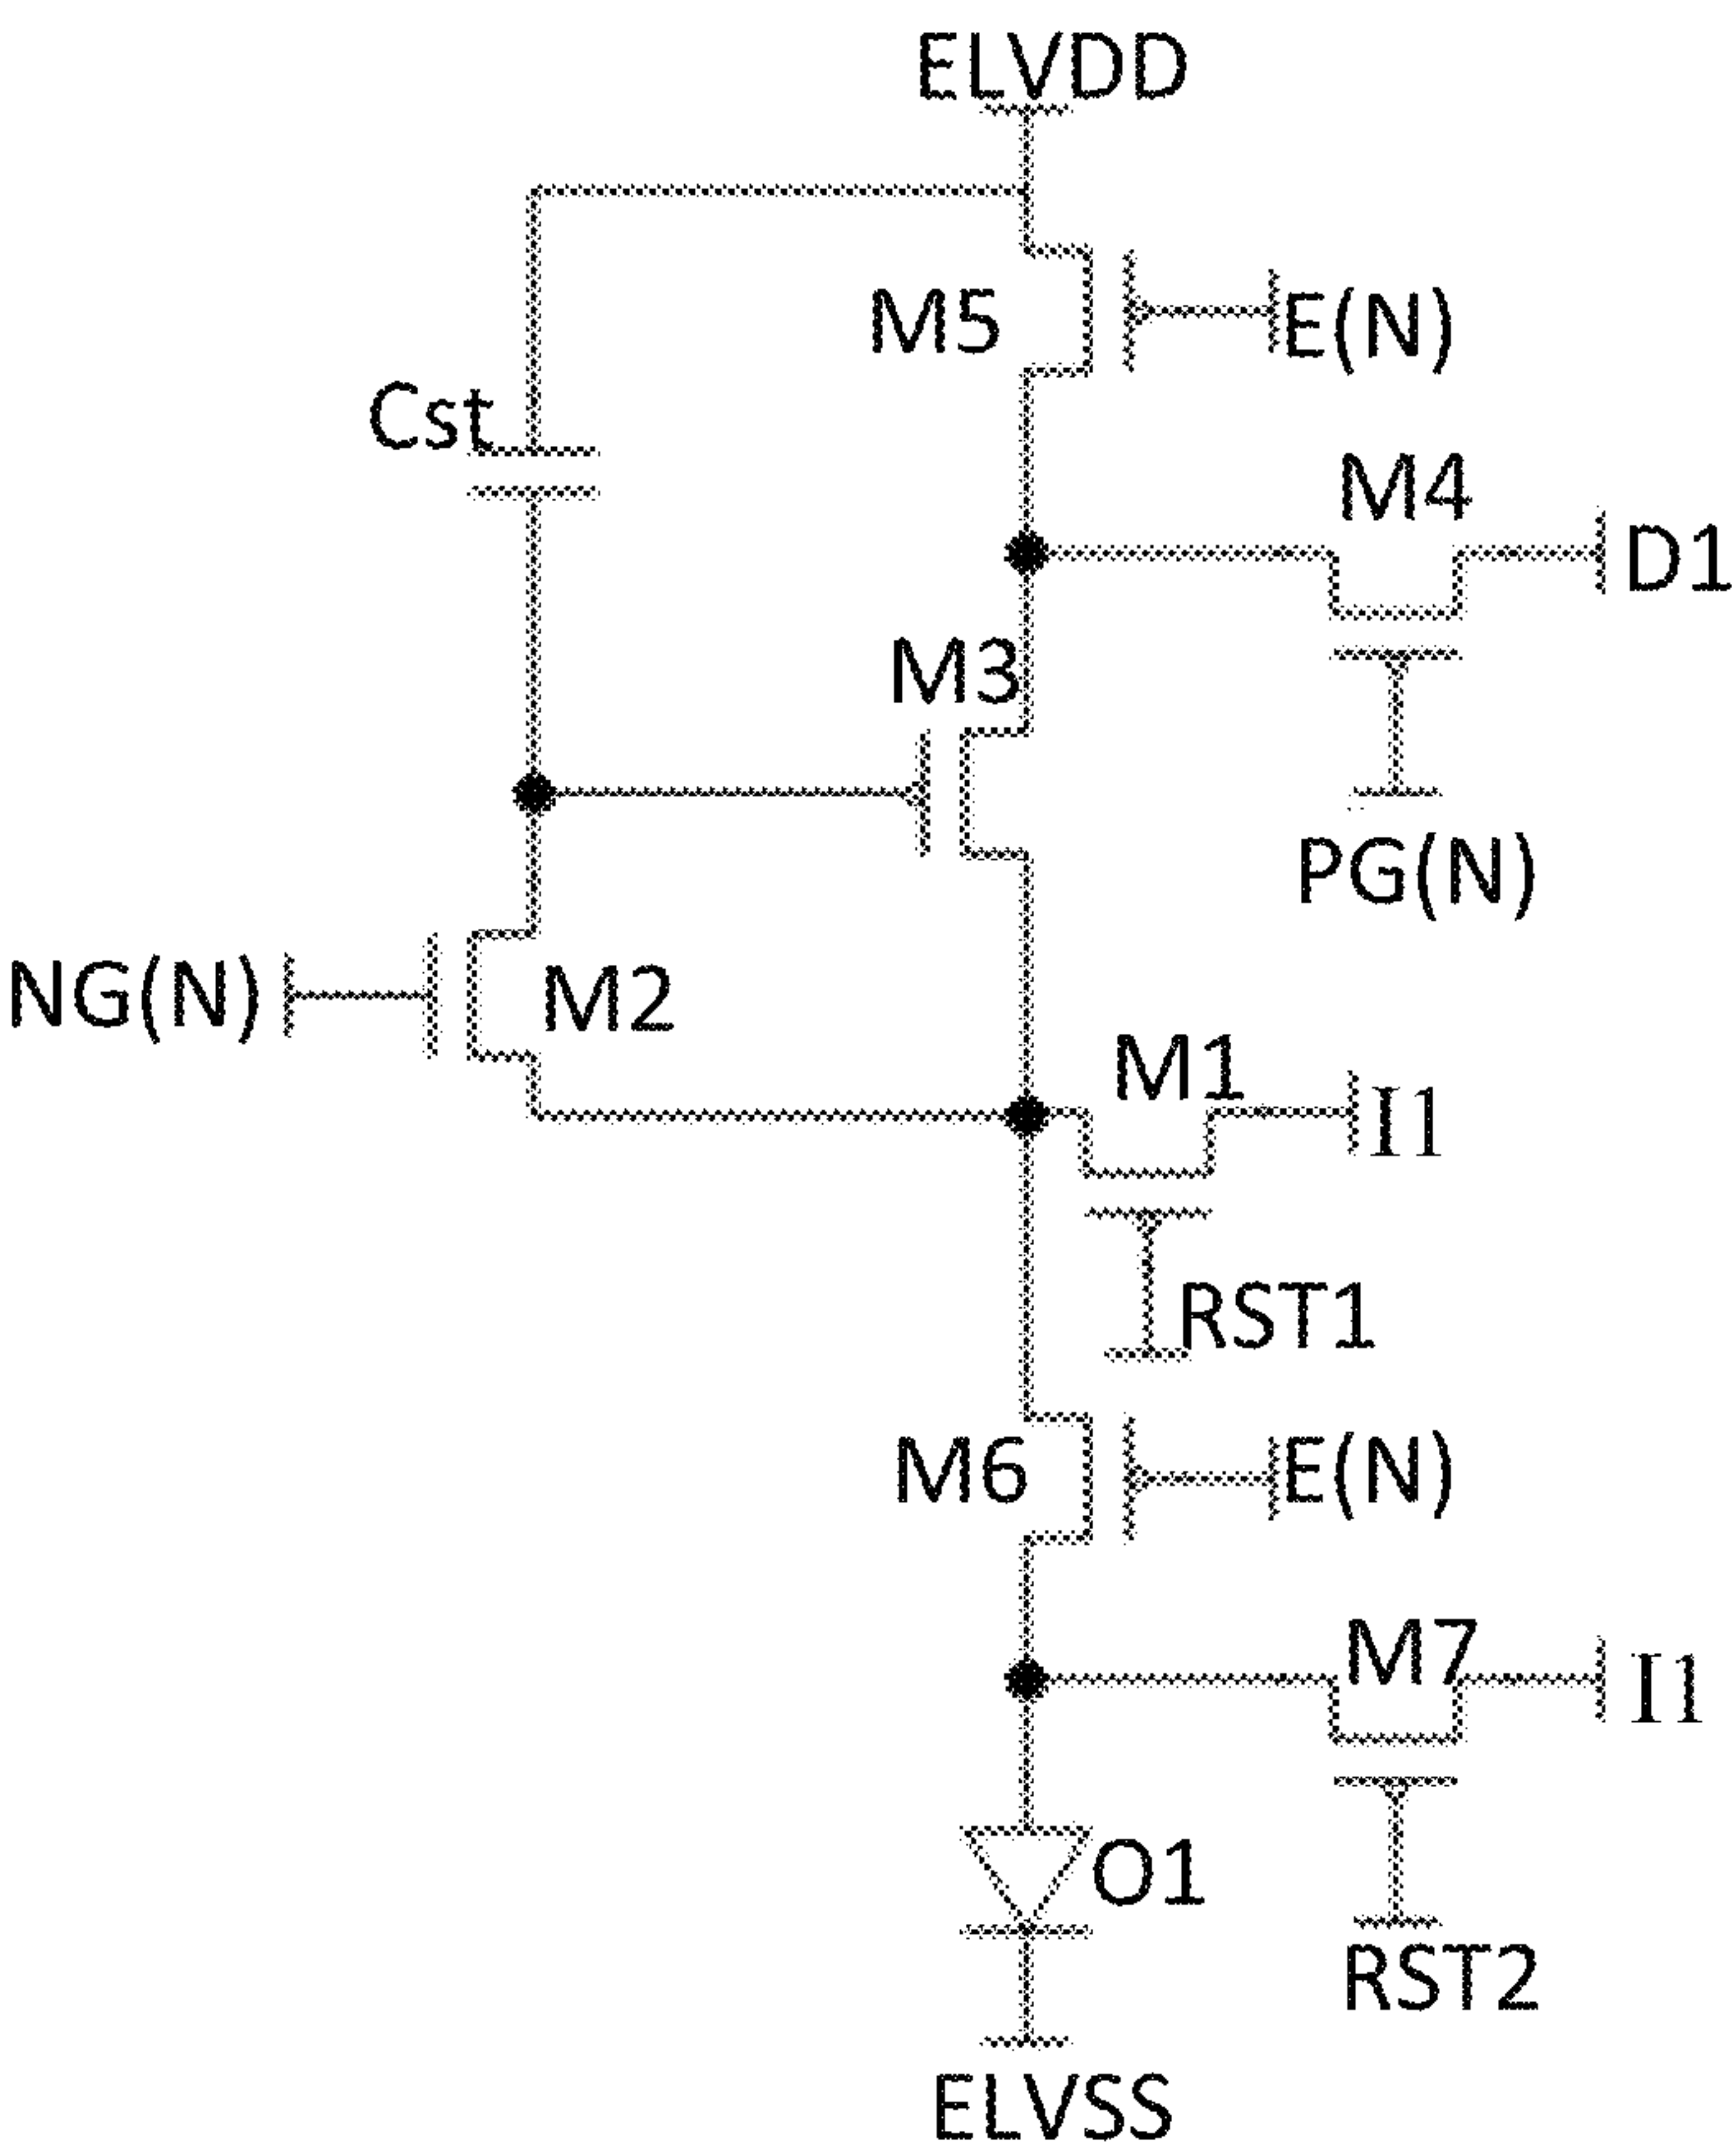 ELVDD
M5
E(N)
Cst
M4
D1
M3
PG(N)
NG(N)
M2
M1
I1
RST1
M6
E(N)
M7
I1
O1
RST2
ELVSS